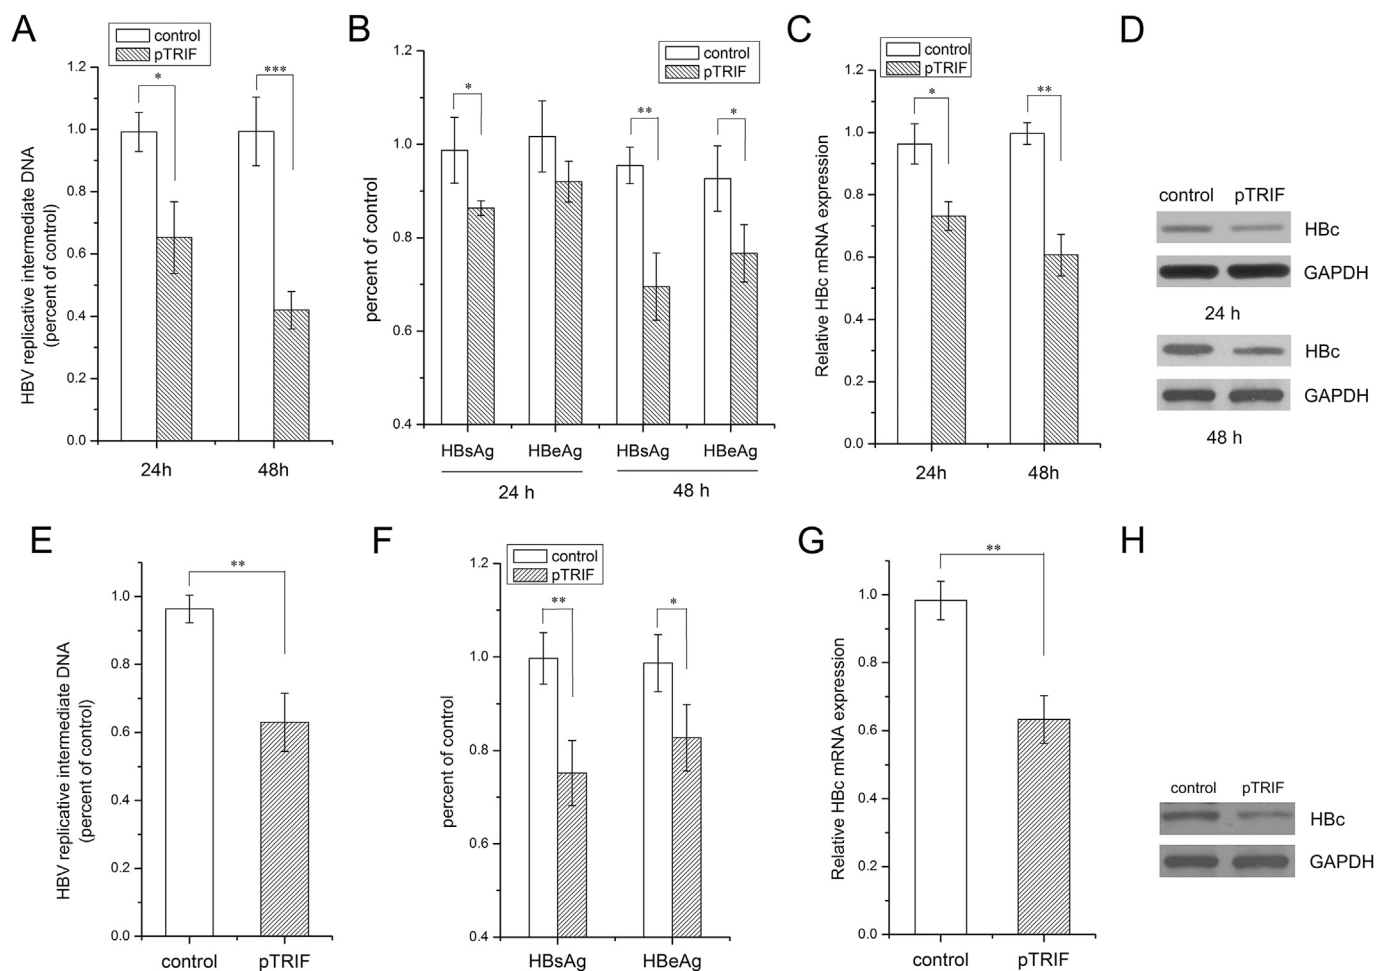 A
control
pTRIF
HBV replicative intermediate DNA
(percent of control)
1.2
1.0
0.8
0.6
0.4
0.2
0.0
*
***
24h
48h
B
control
pTRIF
percent of control
1.2
1.0
0.8
0.6
0.4
*
**
*
HBsAg
HBeAg
HBsAg
HBeAg
24 h
48 h
C
control
pTRIF
Relative HBc mRNA expression
1.2
1.0
0.8
0.6
0.4
0.2
0.0
*
**
24h
48h
D
control pTRIF
HBc
GAPDH
24 h
HBc
GAPDH
48 h
E
HBV replicative intermediate DNA
(percent of control)
1.0
0.8
0.6
0.4
0.2
0.0
**
control
pTRIF
F
control
pTRIF
percent of control
1.2
1.0
0.8
0.6
0.4
**
*
HBsAg
HBeAg
G
Relative HBc mRNA expression
1.0
0.8
0.6
0.4
0.2
0.0
**
control
pTRIF
H
control pTRIF
HBc
GAPDH